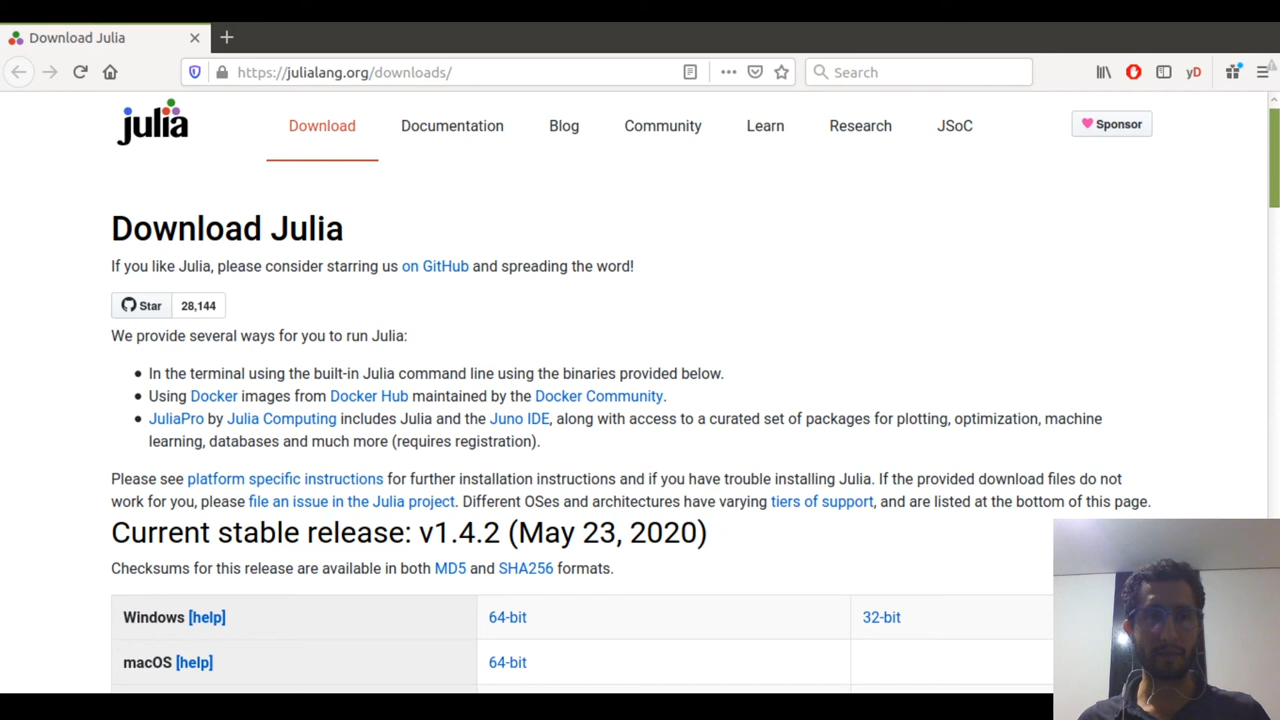 Download Julia
https://julialang.org/downloads/
Search
yD
julia
Download
Documentation
Blog
Community
Learn
Research
JSoC
Sponsor
Download Julia
If you like Julia, please consider starring us on GitHub and spreading the word!
Star 28,144
We provide several ways for you to run Julia:
In the terminal using the built-in Julia command line using the binaries provided below.
Using Docker images from Docker Hub maintained by the Docker Community.
JuliaPro by Julia Computing includes Julia and the Juno IDE, along with access to a curated set of packages for plotting, optimization, machine
learning, databases and much more (requires registration).
Please see platform specific instructions for further installation instructions and if you have trouble installing Julia. If the provided download files do not
work for you, please file an issue in the Julia project. Different OSes and architectures have varying tiers of support, and are listed at the bottom of this page.
Current stable release: v1.4.2 (May 23, 2020)
Checksums for this release are available in both MD5 and SHA256 formats.
Windows [help] 64-bit 32-bit
macOS [help] 64-bit